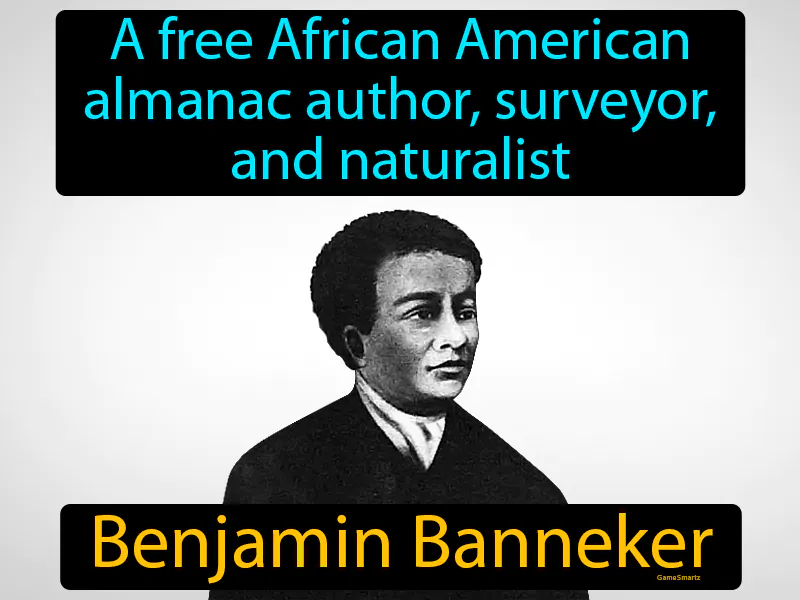 A free African American
almanac author, surveyor,
and naturalist
Benjamin Banneker
GameSmartz